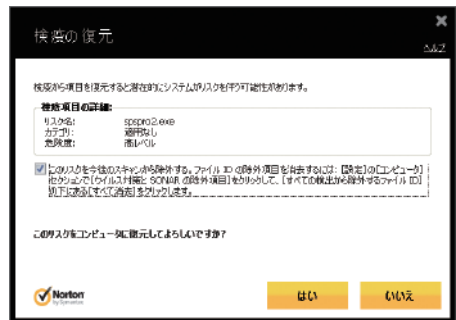 検疫の復元
ヘルプ
検疫から項目を復元すると潜在的にシステムがリスクを伴う可能性があります。
検疫項目の詳細:
リスク名: spspro2.exe
カテゴリ: 適用なし
危険度: 高レベル
このリスクを今後のスキャンから除外する。ファイル ID の除外項目を消去するには、[設定]の[コンピュータ]
セクションで[ウイルス対策と SONAR の除外項目]をクリックして、[すべての検出から除外するファイル ID]
の下にある[すべて消去]をクリックします。
このリスクをコンピュータに復元してよろしいですか?
Norton
by Symantec
はい
いいえ